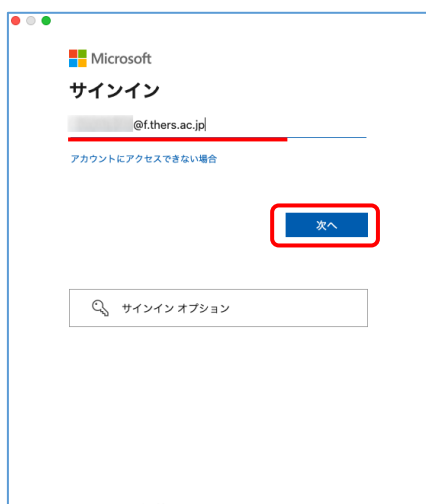 Microsoft
サインイン
@f.thers.ac.jp
アカウントにアクセスできない場合
次へ
サインイン オプション